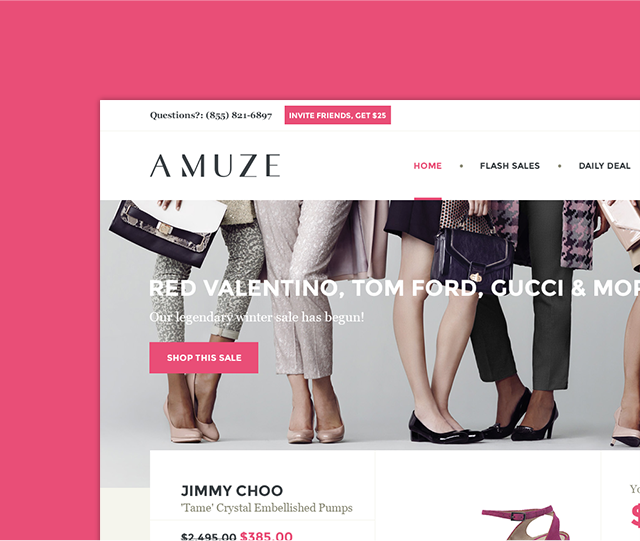 Questions?: (855) 821-6897 INVITE FRIENDS, GET $25
AMUZE
HOME • FLASH SALES • DAILY DEAL
RED VALENTINO, TOM FORD, GUCCI & MOR
Our legendary winter sale has begun!
SHOP THIS SALE
JIMMY CHOO
'Tame' Crystal Embellished Pumps
$2,495.00 $385.00
Yo
$